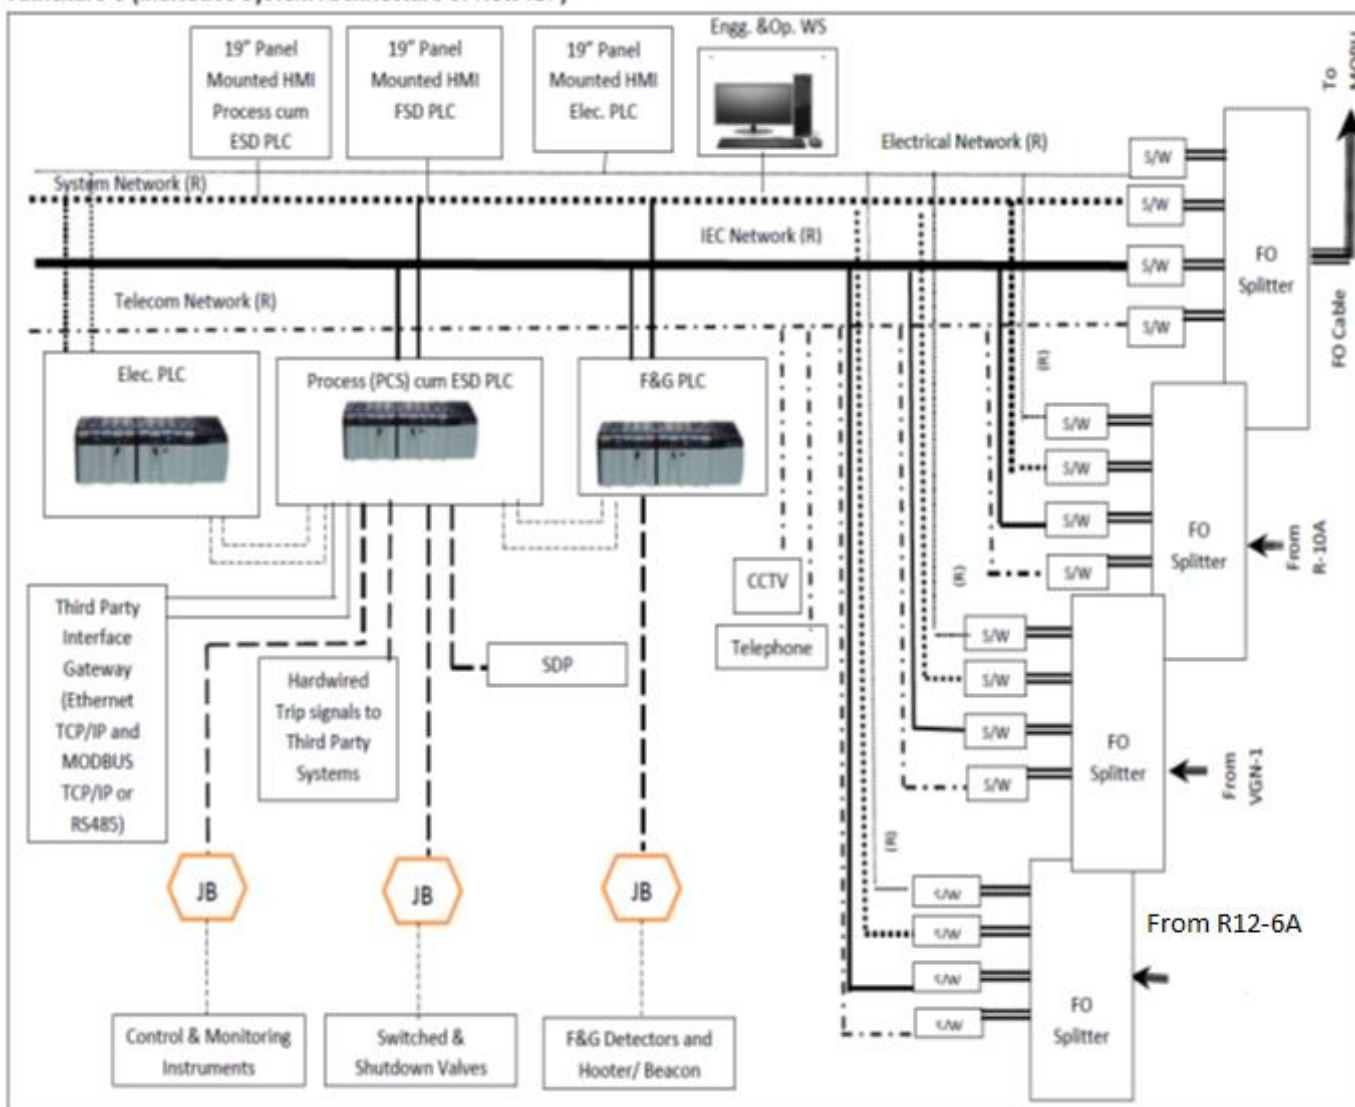 19” Panel
Mounted HMI
Process cum
ESD PLC
19” Panel
Mounted HMI
FSD PLC
19” Panel
Mounted HMI
Elec. PLC
Engg. &Op. WS
Electrical Network (R)
To
System Network (R)
IEC Network (R)
Telecom Network (R)
S/W
S/W
S/W
S/W
FO
Splitter
FO Cable
Elec. PLC
Process (PCS) cum ESD PLC
F&G PLC
(R)
S/W
S/W
S/W
S/W
FO
Splitter
From
R-10A
(R)
CCTV
Telephone
Third Party
Interface
Gateway
(Ethernet
TCP/IP and
MODBUS
TCP/IP or
RS485)
Hardwired
Trip signals to
Third Party
Systems
SDP
S/W
S/W
S/W
S/W
FO
Splitter
From
VGN-1
(R)
JB
JB
JB
S/W
S/W
S/W
S/W
FO
Splitter
From R12-6A
Control & Monitoring
Instruments
Switched &
Shutdown Valves
F&G Detectors and
Hooter/ Beacon